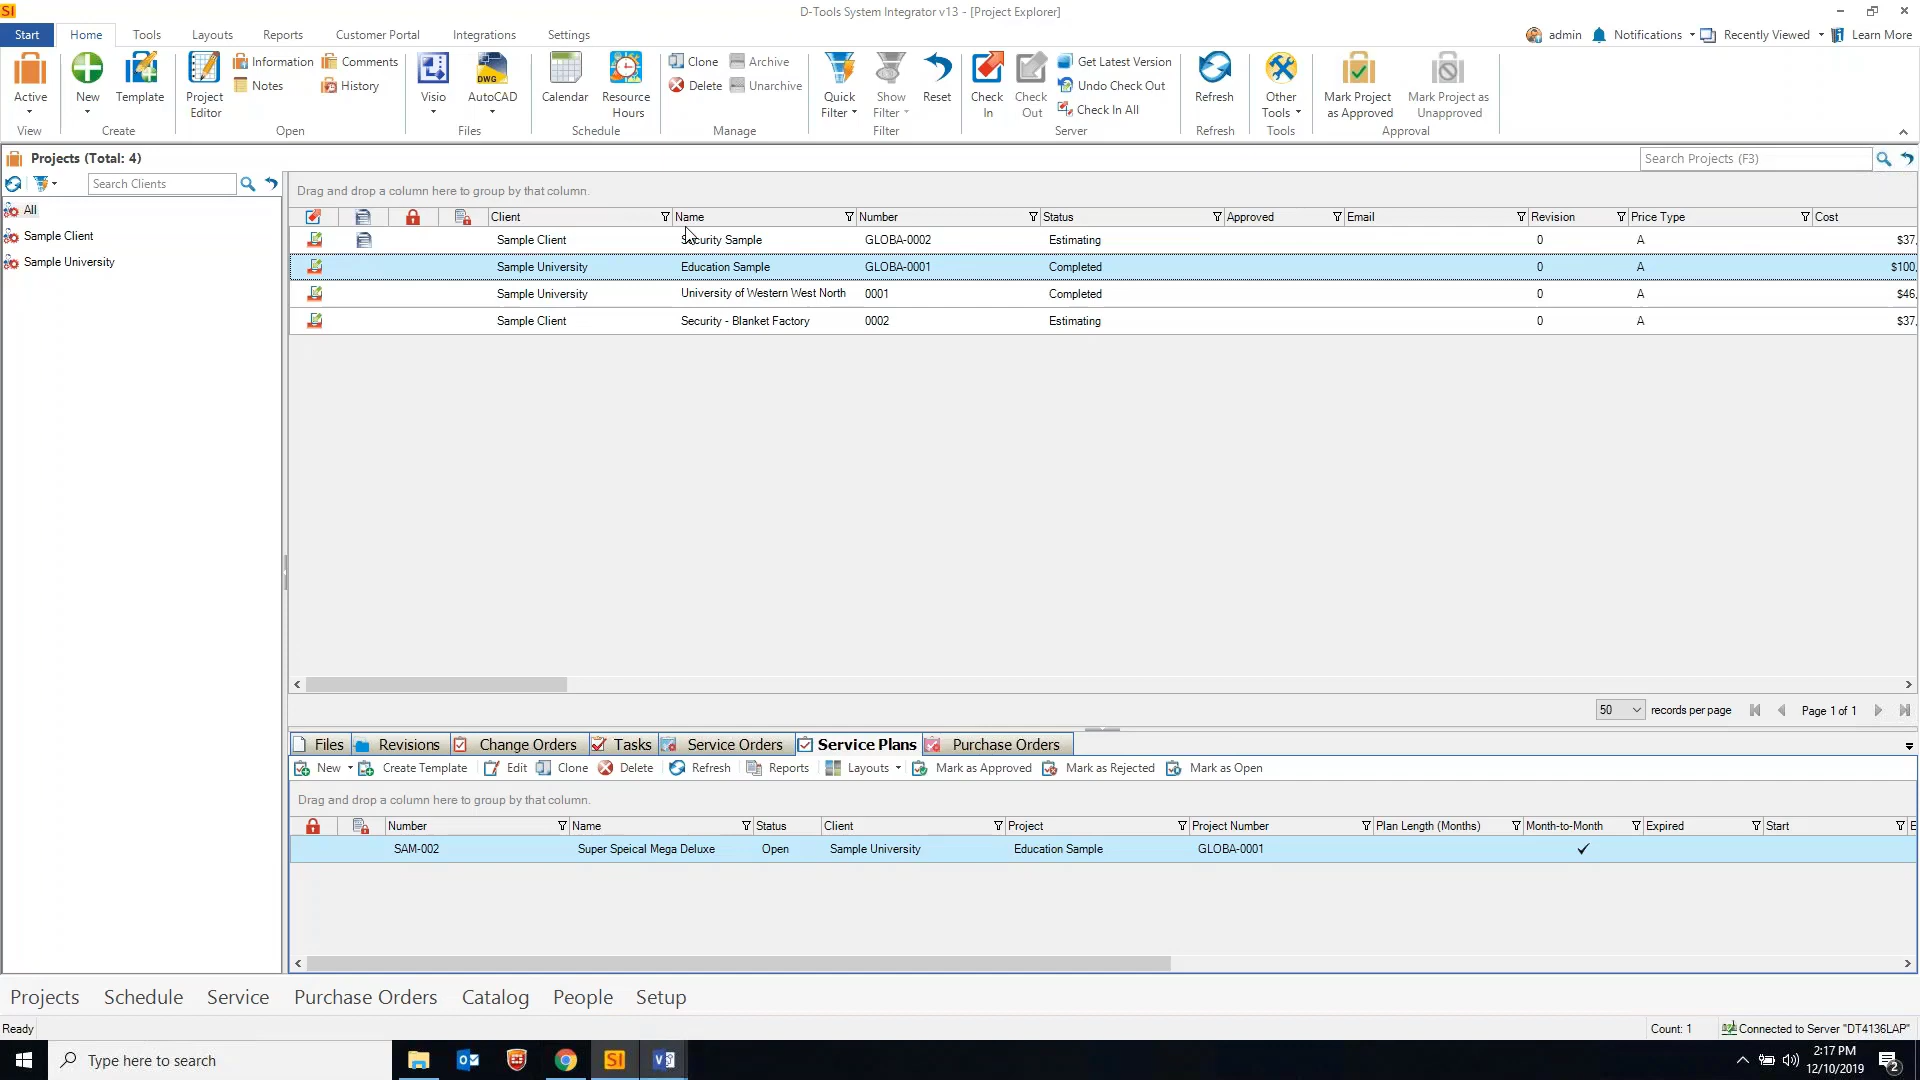 SI D-Tools System Integrator v13 - [Project Explorer]
Start Home Tools Layouts Reports Customer Portal Integrations Settings admin Notifications Recently Viewed Learn More
Active New Template Project Editor Information Notes Comments History Visio AutoCAD Calendar Resource Hours Clone Delete Archive Unarchive Quick Filter Show Filter Reset Check In Check Out Get Latest Version Undo Check Out Check In All Refresh Other Tools Mark Project as Approved Mark Project as Unapproved
DWG
View Create Open Files Schedule Manage Filter Server Refresh Tools Approval
Projects (Total: 4) Search Projects (F3)
Search Clients
All
Sample Client
Sample University
Drag and drop a column here to group by that column.
Client Name Number Status Approved Email Revision Price Type Cost
Sample Client Security Sample GLOBA-0002 Estimating 0 A $37,
Sample University Education Sample GLOBA-0001 Completed 0 A $100,
Sample University University of Western West North 0001 Completed 0 A $46,
Sample Client Security - Blanket Factory 0002 Estimating 0 A $37,
50 records per page Page 1 of 1
Files Revisions Change Orders Tasks Service Orders Service Plans Purchase Orders
New Create Template Edit Clone Delete Refresh Reports Layouts Mark as Approved Mark as Rejected Mark as Open
Drag and drop a column here to group by that column.
Number Name Status Client Project Project Number Plan Length (Months) Month-to-Month Expired Start E
SAM-002 Super Speical Mega Deluxe Open Sample University Education Sample GLOBA-0001
Projects Schedule Service Purchase Orders Catalog People Setup
Ready Count: 1 Connected to Server "DT4136LAP"
Type here to search SI 2:17 PM
12/10/2019 2